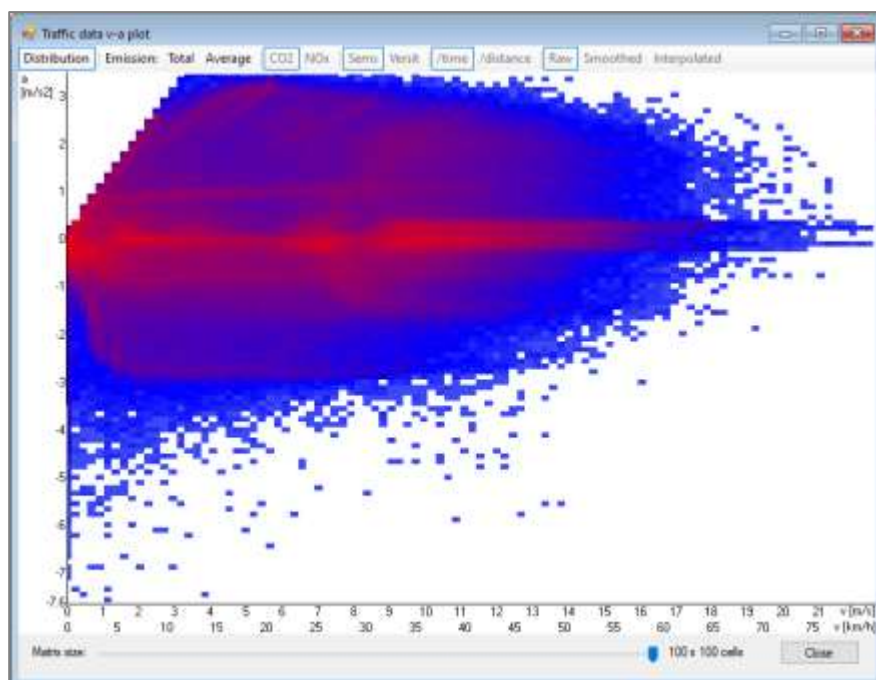 Traffic data v-a plot
Distribution Emission: Total Average CO2 NOx Sems Versit /time /distance Raw Smoothed Interpolated
a
[m/s2]
3
2
1
0
-1
-2
-3
-4
-5
-6
-7
-7.6
0 1 2 3 4 5 6 7 8 9 10 11 12 13 14 15 16 17 18 19 20 21 v [m/s]
0 5 10 15 20 25 30 35 40 45 50 55 60 65 70 75 v [km/h]
Matrix size: 100 x 100 cells Close